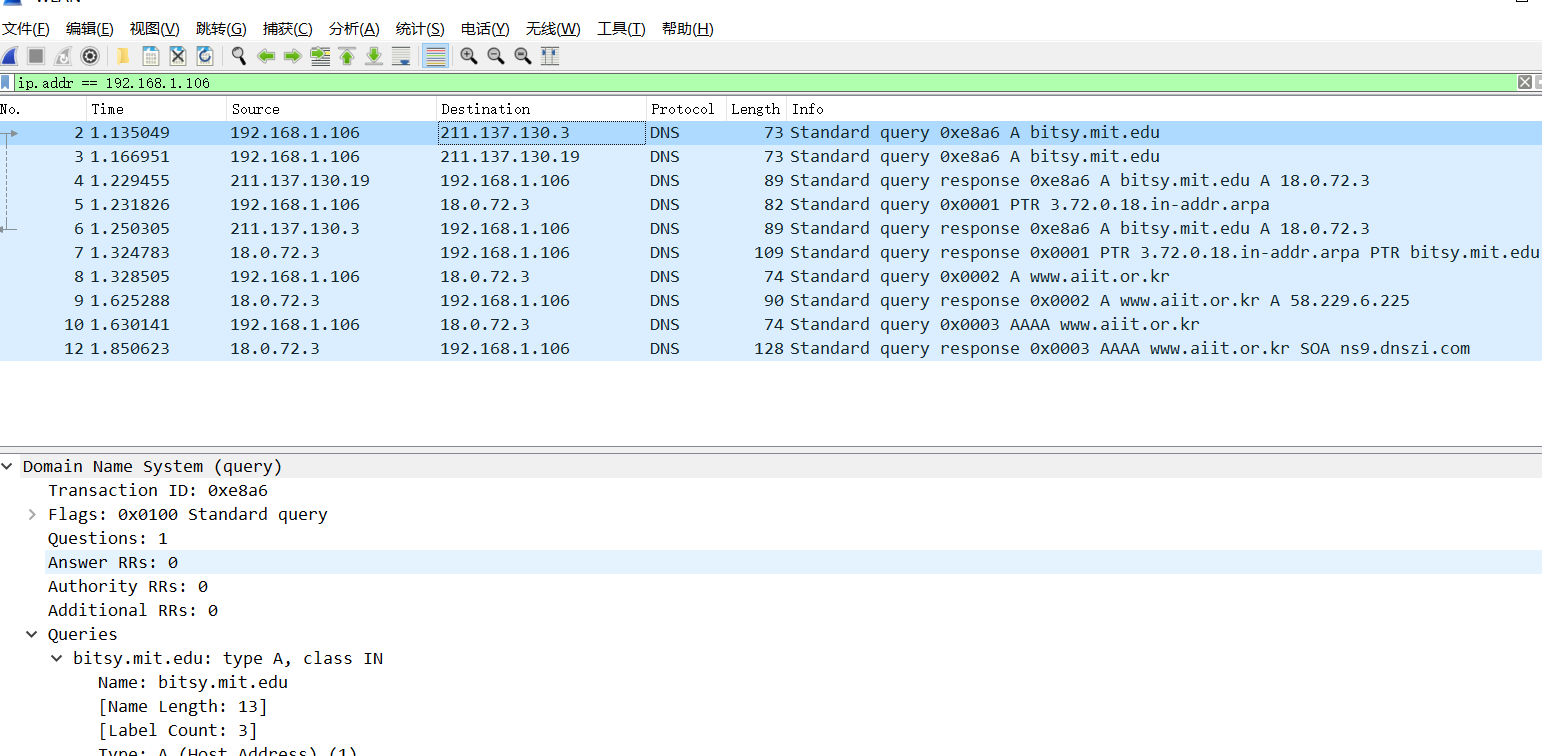 文件(F) 编辑(E) 视图(V) 跳转(G) 捕获(C) 分析(A) 统计(S) 电话(Y) 无线(W) 工具(T) 帮助(H)
ip.addr == 192.168.1.106
No. Time Source Destination Protocol Length Info
2 1.135049 192.168.1.106 211.137.130.3 DNS 73 Standard query 0xe8a6 A bitsy.mit.edu
3 1.166951 192.168.1.106 211.137.130.19 DNS 73 Standard query 0xe8a6 A bitsy.mit.edu
4 1.229455 211.137.130.19 192.168.1.106 DNS 89 Standard query response 0xe8a6 A bitsy.mit.edu A 18.0.72.3
5 1.231826 192.168.1.106 18.0.72.3 DNS 82 Standard query 0x0001 PTR 3.72.0.18.in-addr.arpa
6 1.250305 211.137.130.3 192.168.1.106 DNS 89 Standard query response 0xe8a6 A bitsy.mit.edu A 18.0.72.3
7 1.324783 18.0.72.3 192.168.1.106 DNS 109 Standard query response 0x0001 PTR 3.72.0.18.in-addr.arpa PTR bitsy.mit.edu
8 1.328505 192.168.1.106 18.0.72.3 DNS 74 Standard query 0x0002 A www.aiit.or.kr
9 1.625288 18.0.72.3 192.168.1.106 DNS 90 Standard query response 0x0002 A www.aiit.or.kr A 58.229.6.225
10 1.630141 192.168.1.106 18.0.72.3 DNS 74 Standard query 0x0003 AAAA www.aiit.or.kr
12 1.850623 18.0.72.3 192.168.1.106 DNS 128 Standard query response 0x0003 AAAA www.aiit.or.kr SOA ns9.dnszi.com
Domain Name System (query)
Transaction ID: 0xe8a6
Flags: 0x0100 Standard query
Questions: 1
Answer RRs: 0
Authority RRs: 0
Additional RRs: 0
Queries
bitsy.mit.edu: type A, class IN
Name: bitsy.mit.edu
[Name Length: 13]
[Label Count: 3]
Type: A (Host Address) (1)